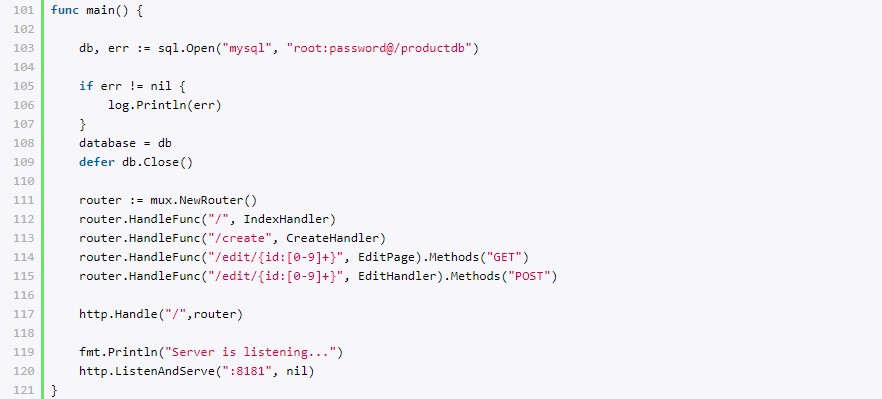 101 func main() {
102
103     db, err := sql.Open("mysql", "root:password@/productdb")
104
105     if err != nil {
106         log.Println(err)
107     }
108     database = db
109     defer db.Close()
110
111     router := mux.NewRouter()
112     router.HandleFunc("/", IndexHandler)
113     router.HandleFunc("/create", CreateHandler)
114     router.HandleFunc("/edit/{id:[0-9]+}", EditPage).Methods("GET")
115     router.HandleFunc("/edit/{id:[0-9]+}", EditHandler).Methods("POST")
116
117     http.Handle("/",router)
118
119     fmt.Println("Server is listening...")
120     http.ListenAndServe(":8181", nil)
121 }